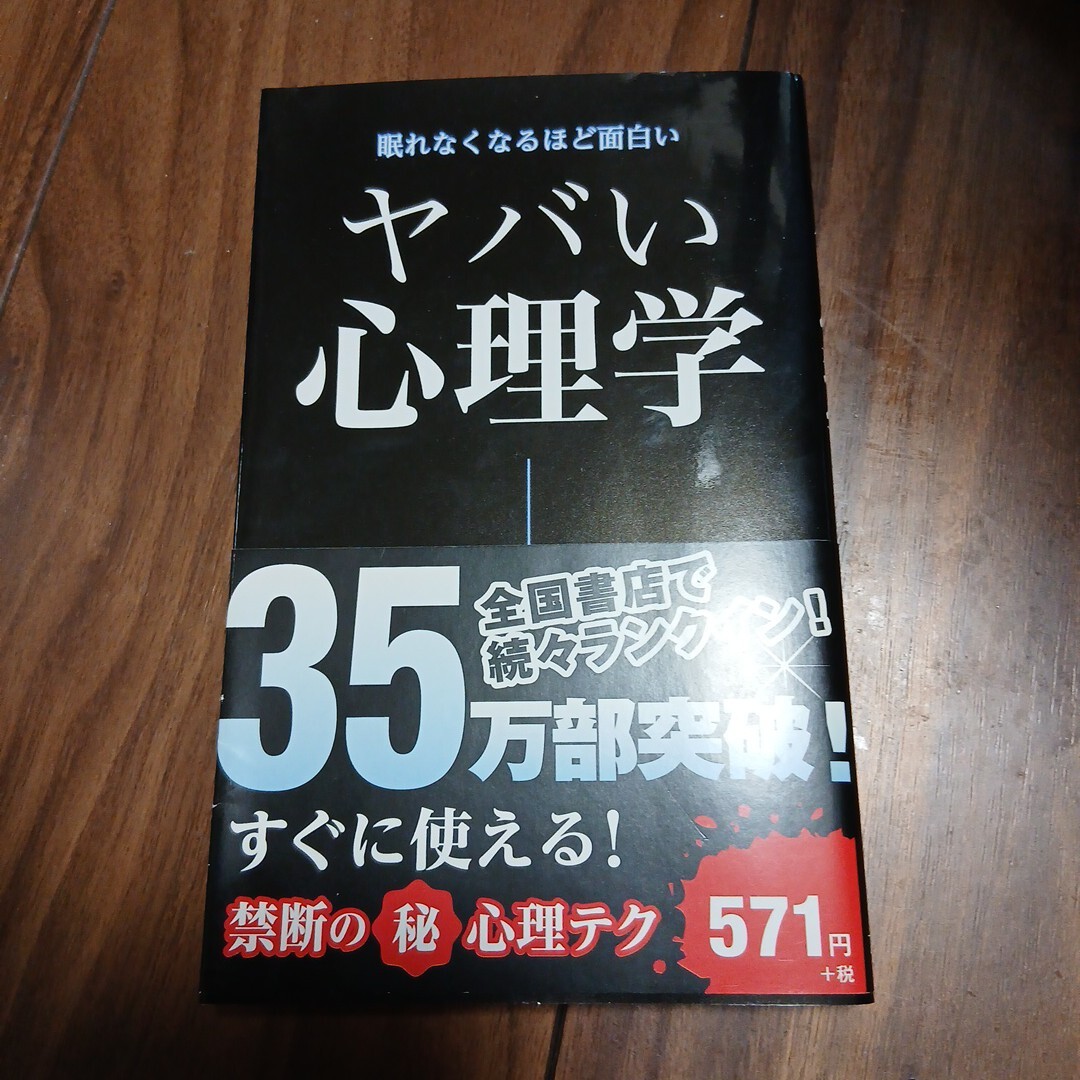 眠れなくなるほど面白い
ヤバい
心理学
35
全国書店で
続々ランクイン!
万部突破!
すぐに使える!
禁断の 秘 心理テク
571円
+税